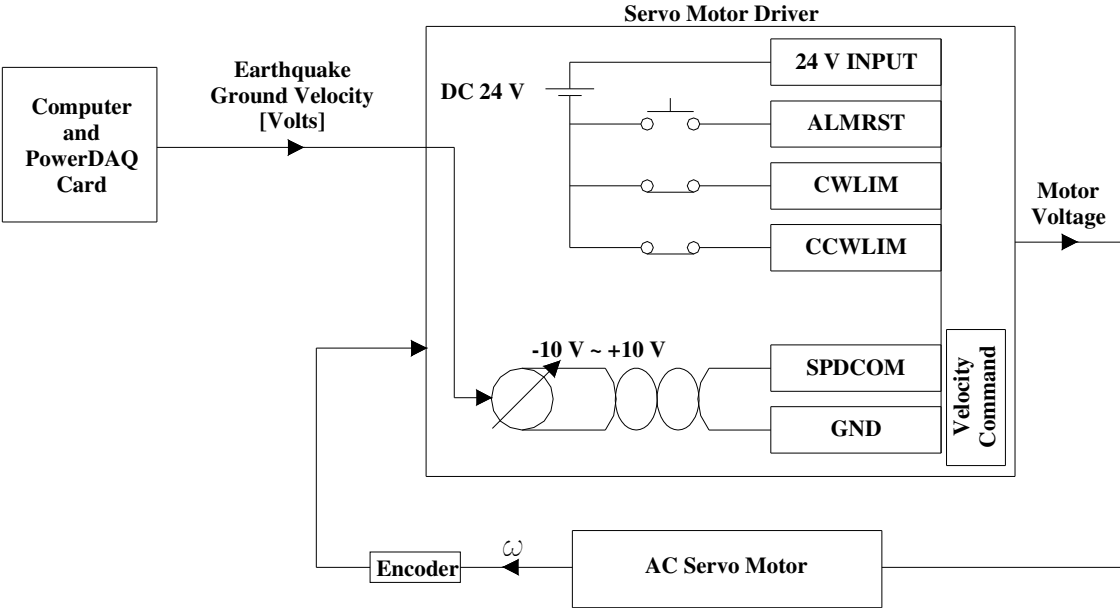 Servo Motor Driver
Computer
and
PowerDAQ
Card
Earthquake
Ground Velocity
[Volts]
DC 24 V
24 V INPUT
ALMRST
CWLIM
CCWLIM
Motor
Voltage
-10 V ~ +10 V
SPDCOM
GND
Velocity
Command
Encoder
ω
AC Servo Motor